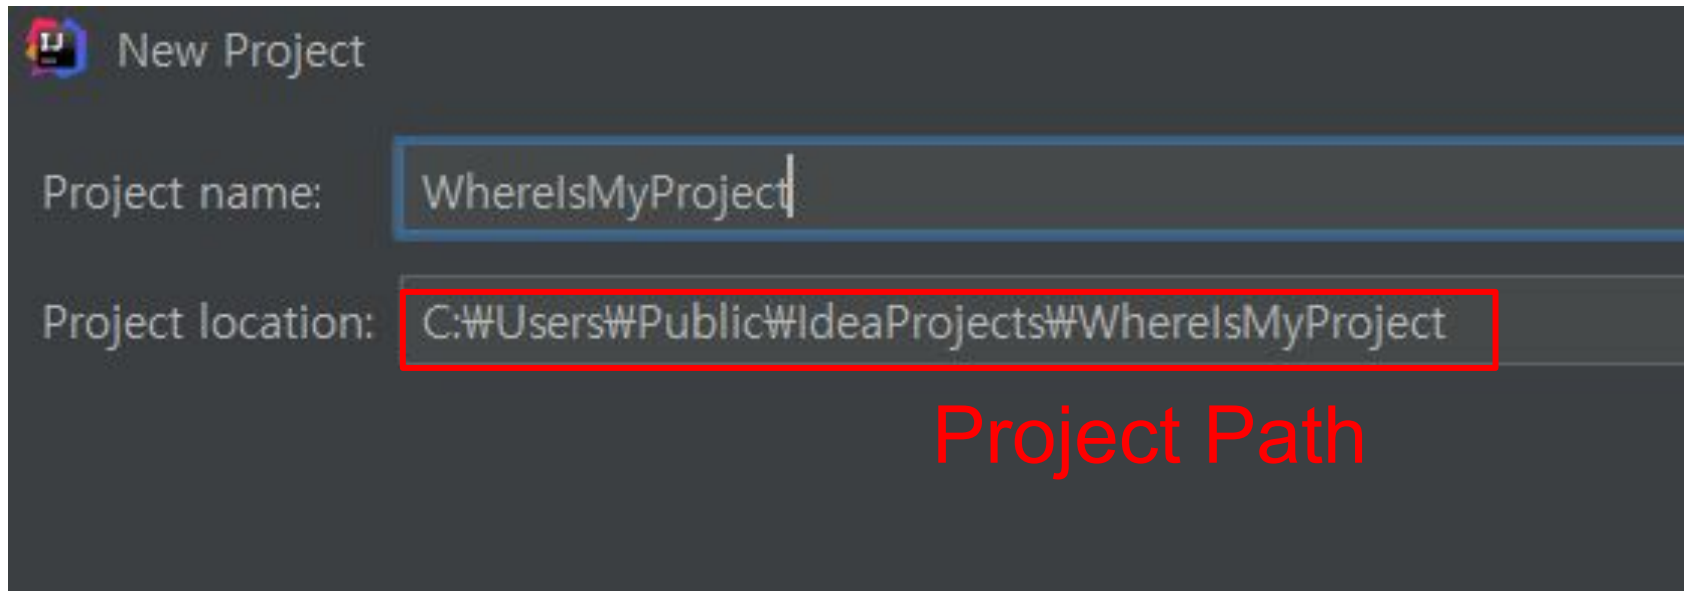 IJ
New Project
Project name: WhereIsMyProject
Project location: C:₩Users₩Public₩IdeaProjects₩WhereIsMyProject
Project Path